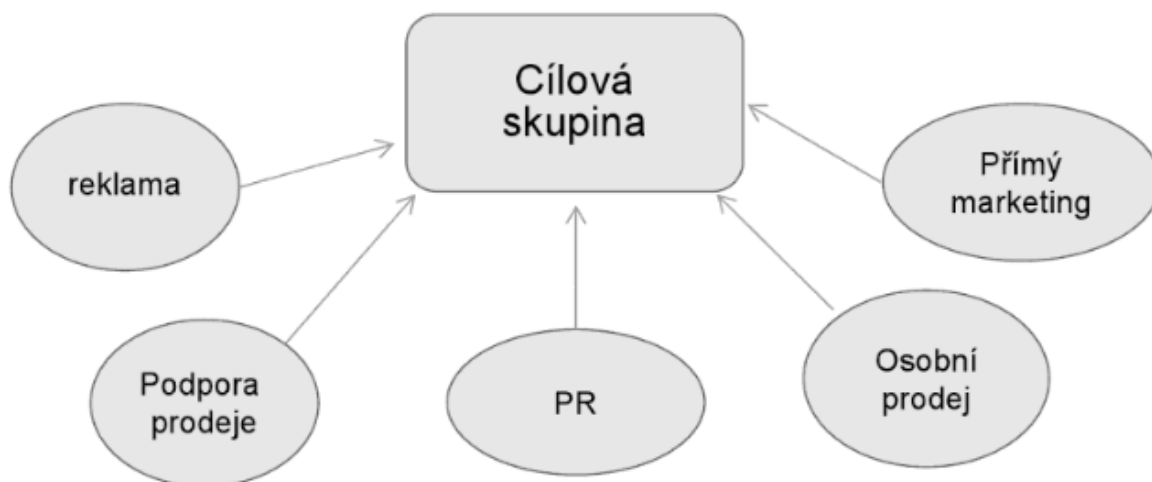 Cílová
skupina
reklama
Přímý
marketing
Podpora
prodeje
PR
Osobní
prodej